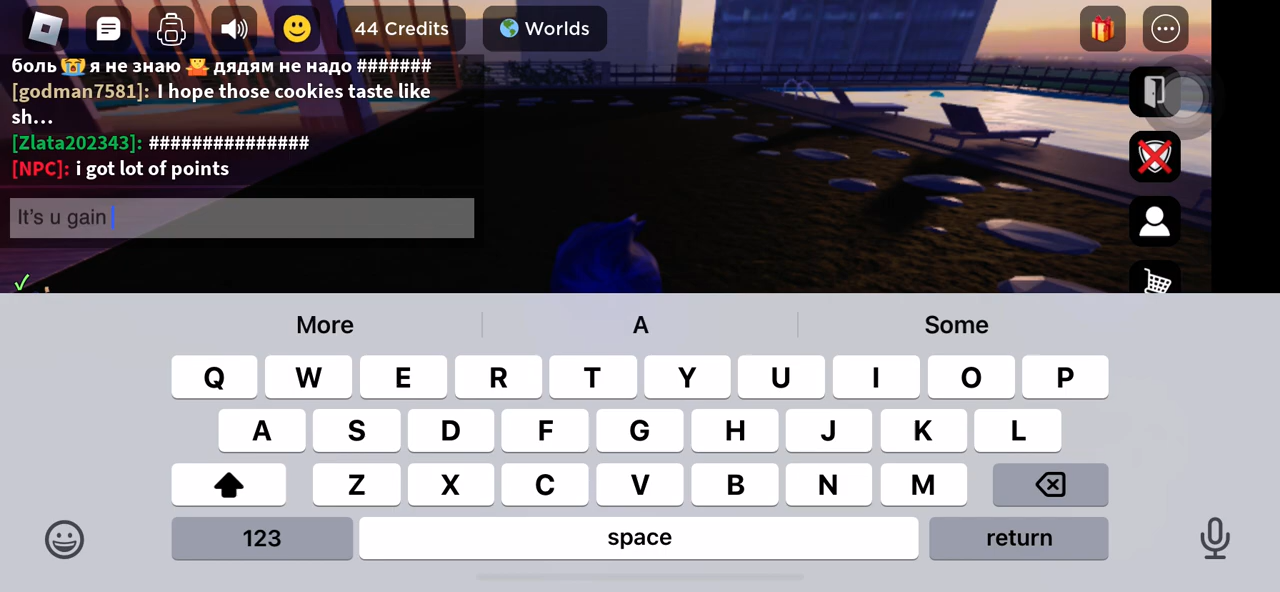 44 Credits
🌎 Worlds
боль😭я не знаю 🤷 дядям не надо #######
[godman7581]: I hope those cookies taste like
sh...
[Zlata202343]: ###############
[NPC]: i got lot of points
It's u gain
More A Some
Q W E R T Y U I O P
A S D F G H J K L
Z X C V B N M
123 space return